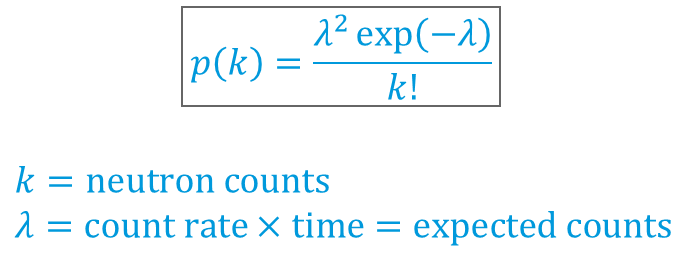 p(k) = λ² exp(−λ) / k!
k = neutron counts
λ = count rate × time = expected counts